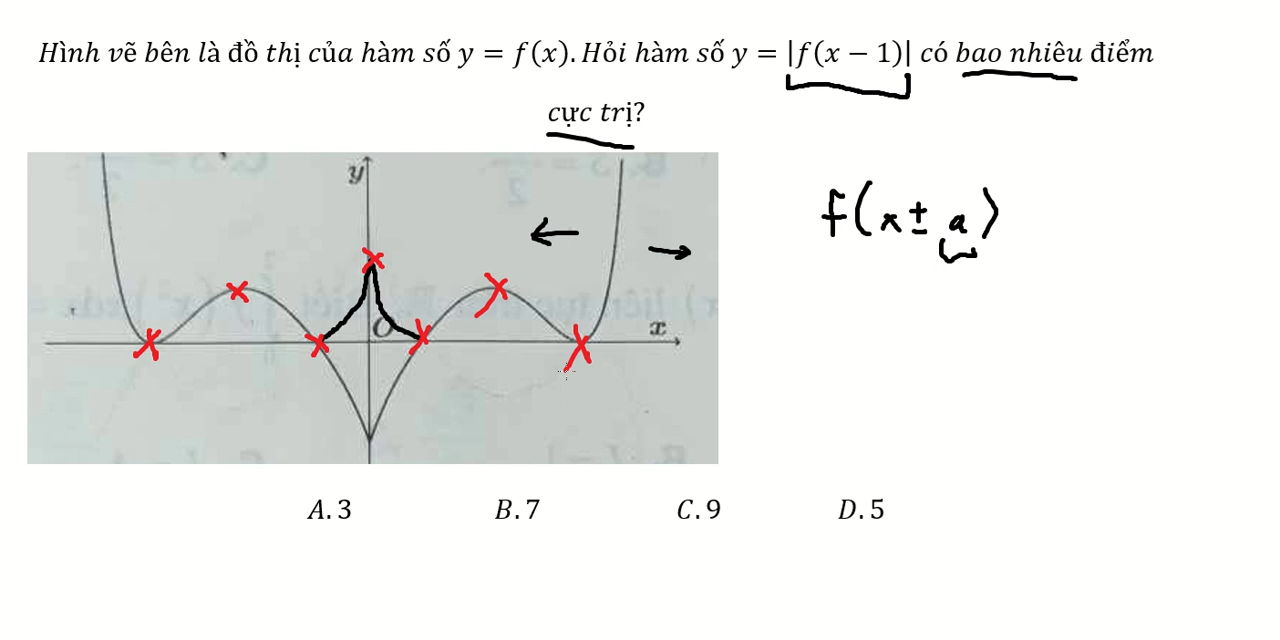 Hình vẽ bên là đồ thị của hàm số y = f(x). Hỏi hàm số y = |f(x − 1)| có bao nhiêu điểm
cực trị?
y
f(x ± a)
O
x
A. 3 B. 7 C. 9 D. 5